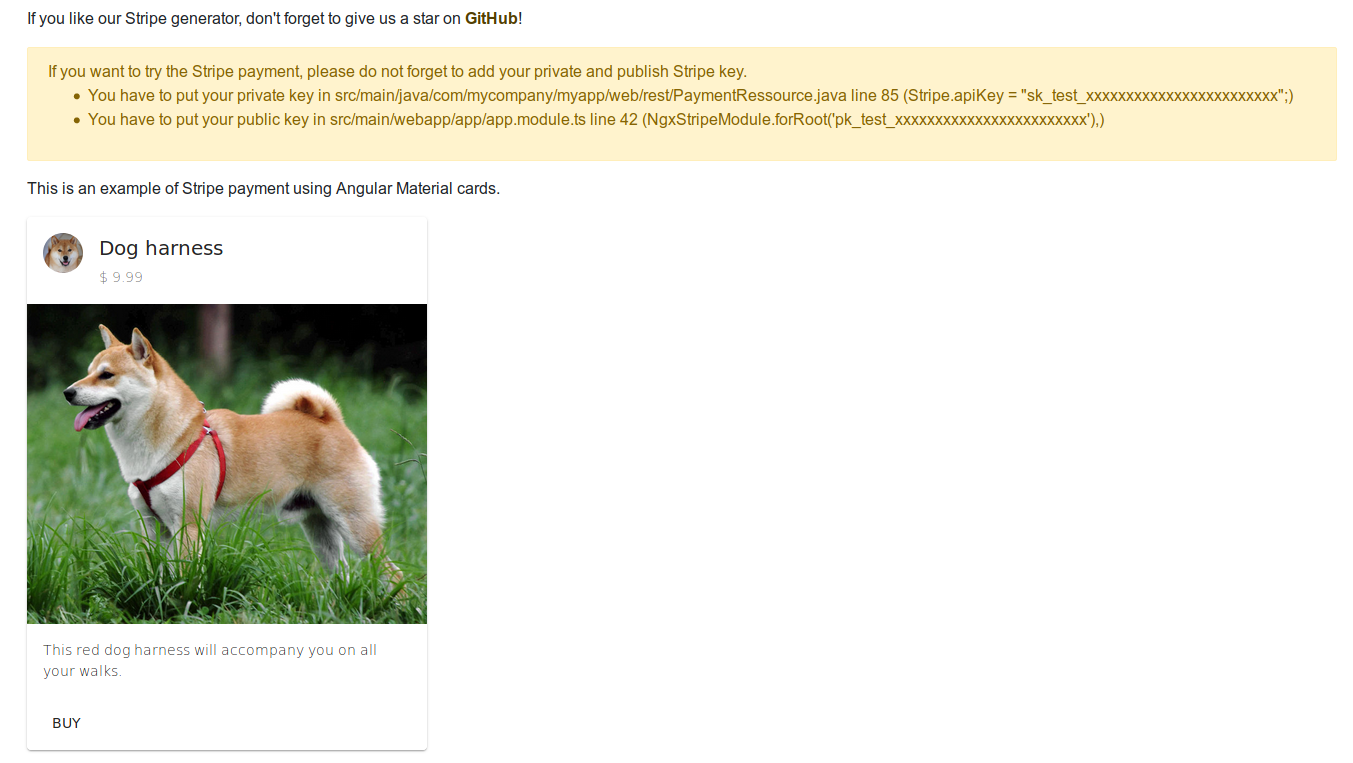 If you like our Stripe generator, don't forget to give us a star on GitHub!
If you want to try the Stripe payment, please do not forget to add your private and publish Stripe key.
• You have to put your private key in src/main/java/com/mycompany/myapp/web/rest/PaymentRessource.java line 85 (Stripe.apiKey = "sk_test_xxxxxxxxxxxxxxxxxxxxxxxx";)
• You have to put your public key in src/main/webapp/app/app.module.ts line 42 (NgxStripeModule.forRoot('pk_test_xxxxxxxxxxxxxxxxxxxxxxxx'),)
This is an example of Stripe payment using Angular Material cards.
Dog harness
$ 9.99
This red dog harness will accompany you on all
your walks.
BUY